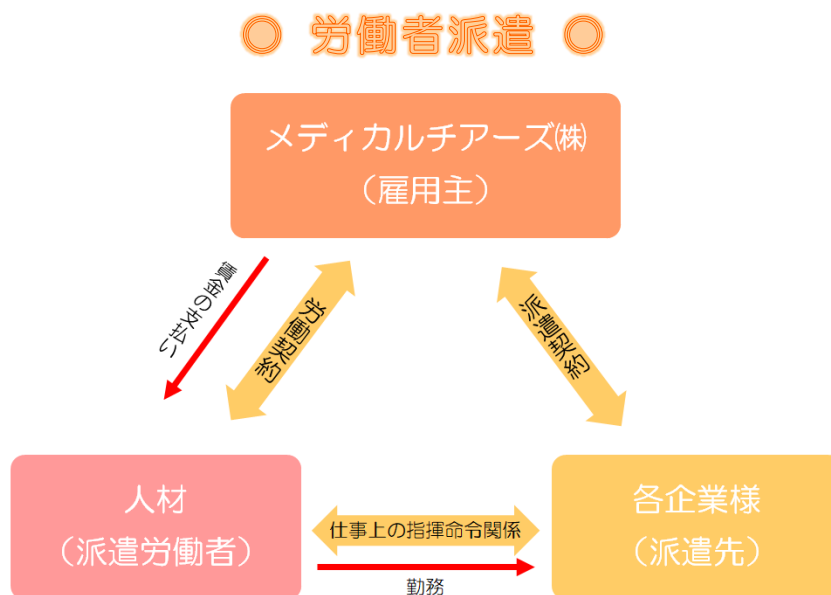 ◎ 労働者派遣 ◎
メディカルチアーズ㈱
（雇用主）
賃金の支払い
労働契約
派遣契約
人材
（派遣労働者）
仕事上の指揮命令関係
勤務
各企業様
（派遣先）